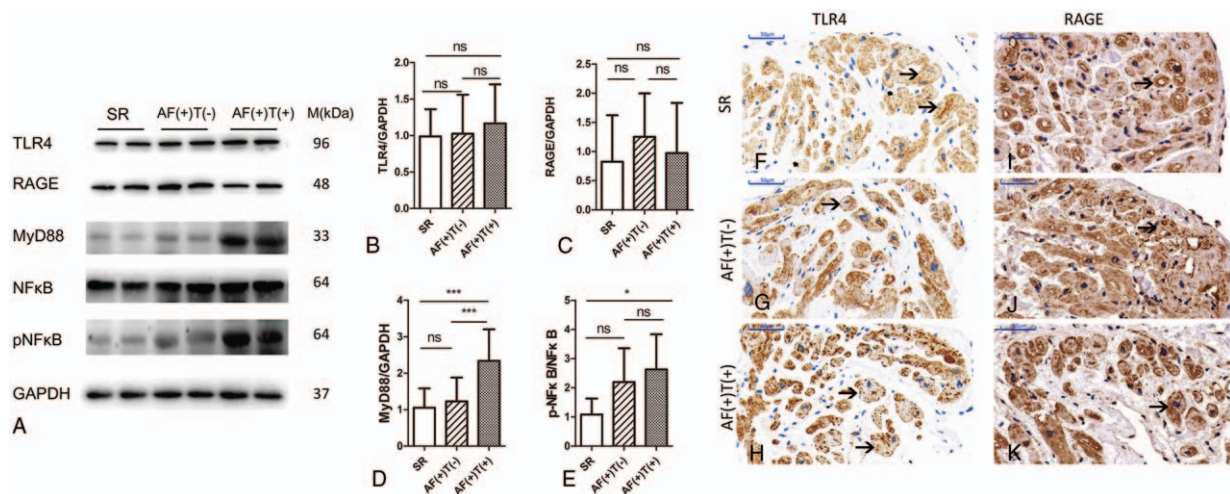 SR AF(+)T(-) AF(+)T(+) M(kDa)
TLR4 96
RAGE 48
MyD88 33
NFκB 64
pNFκB 64
GAPDH 37
A
TLR4/GAPDH
2.0
1.5
1.0
0.5
0.0
ns
ns ns
SR AF(+)T(-) AF(+)T(+)
B
RAGE/GAPDH
2.5
2.0
1.5
1.0
0.5
0.0
ns
ns ns
SR AF(+)T(-) AF(+)T(+)
C
MyD88/GAPDH
4
3
2
1
0
***
***
ns
SR AF(+)T(-) AF(+)T(+)
D
p-NFκ B/NFκ B
5
4
3
2
1
0
*
ns ns
SR AF(+)T(-) AF(+)T(+)
E
TLR4 RAGE
SR
50µm
F
I
AF(+)T(-)
50µm
G
J
AF(+)T(+)
H
K